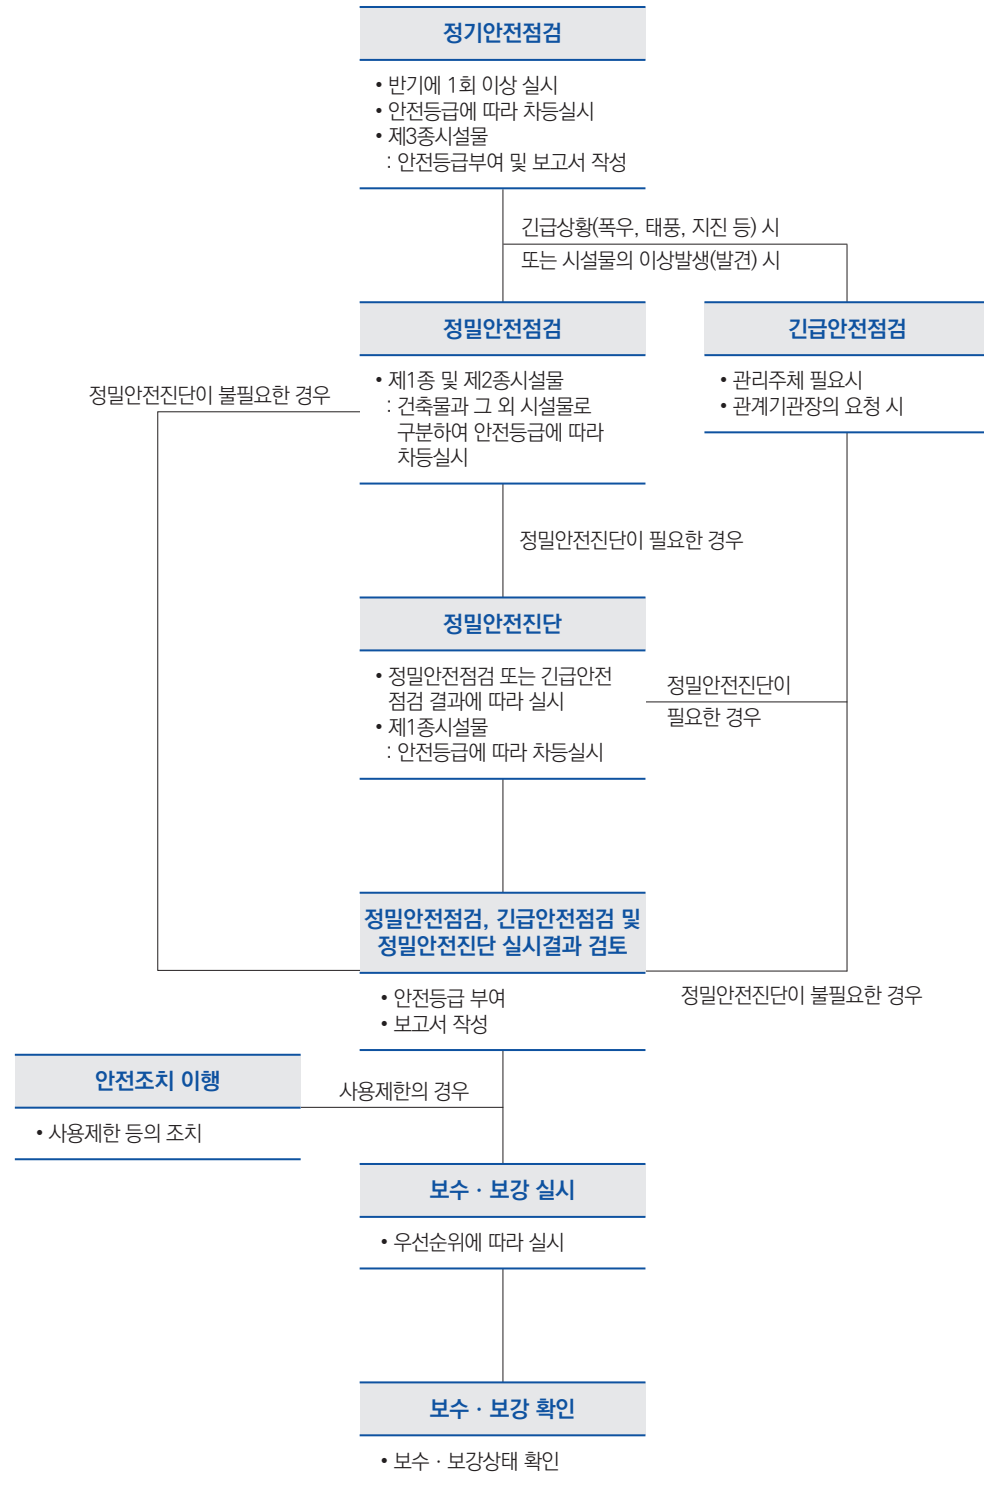 정기안전점검
• 반기에 1회 이상 실시
• 안전등급에 따라 차등실시
• 제3종시설물
: 안전등급부여 및 보고서 작성
긴급상황(폭우, 태풍, 지진 등) 시
또는 시설물의 이상발생(발견) 시
정밀안전점검
• 제1종 및 제2종시설물
: 건축물과 그 외 시설물로
구분하여 안전등급에 따라
차등실시
긴급안전점검
• 관리주체 필요시
• 관계기관장의 요청 시
정밀안전진단이 불필요한 경우
정밀안전진단이 필요한 경우
정밀안전진단
• 정밀안전점검 또는 긴급안전
점검 결과에 따라 실시
• 제1종시설물
: 안전등급에 따라 차등실시
정밀안전진단이
필요한 경우
정밀안전점검, 긴급안전점검 및
정밀안전진단 실시결과 검토
• 안전등급 부여
• 보고서 작성
정밀안전진단이 불필요한 경우
안전조치 이행
• 사용제한 등의 조치
사용제한의 경우
보수 · 보강 실시
• 우선순위에 따라 실시
보수 · 보강 확인
• 보수 · 보강상태 확인